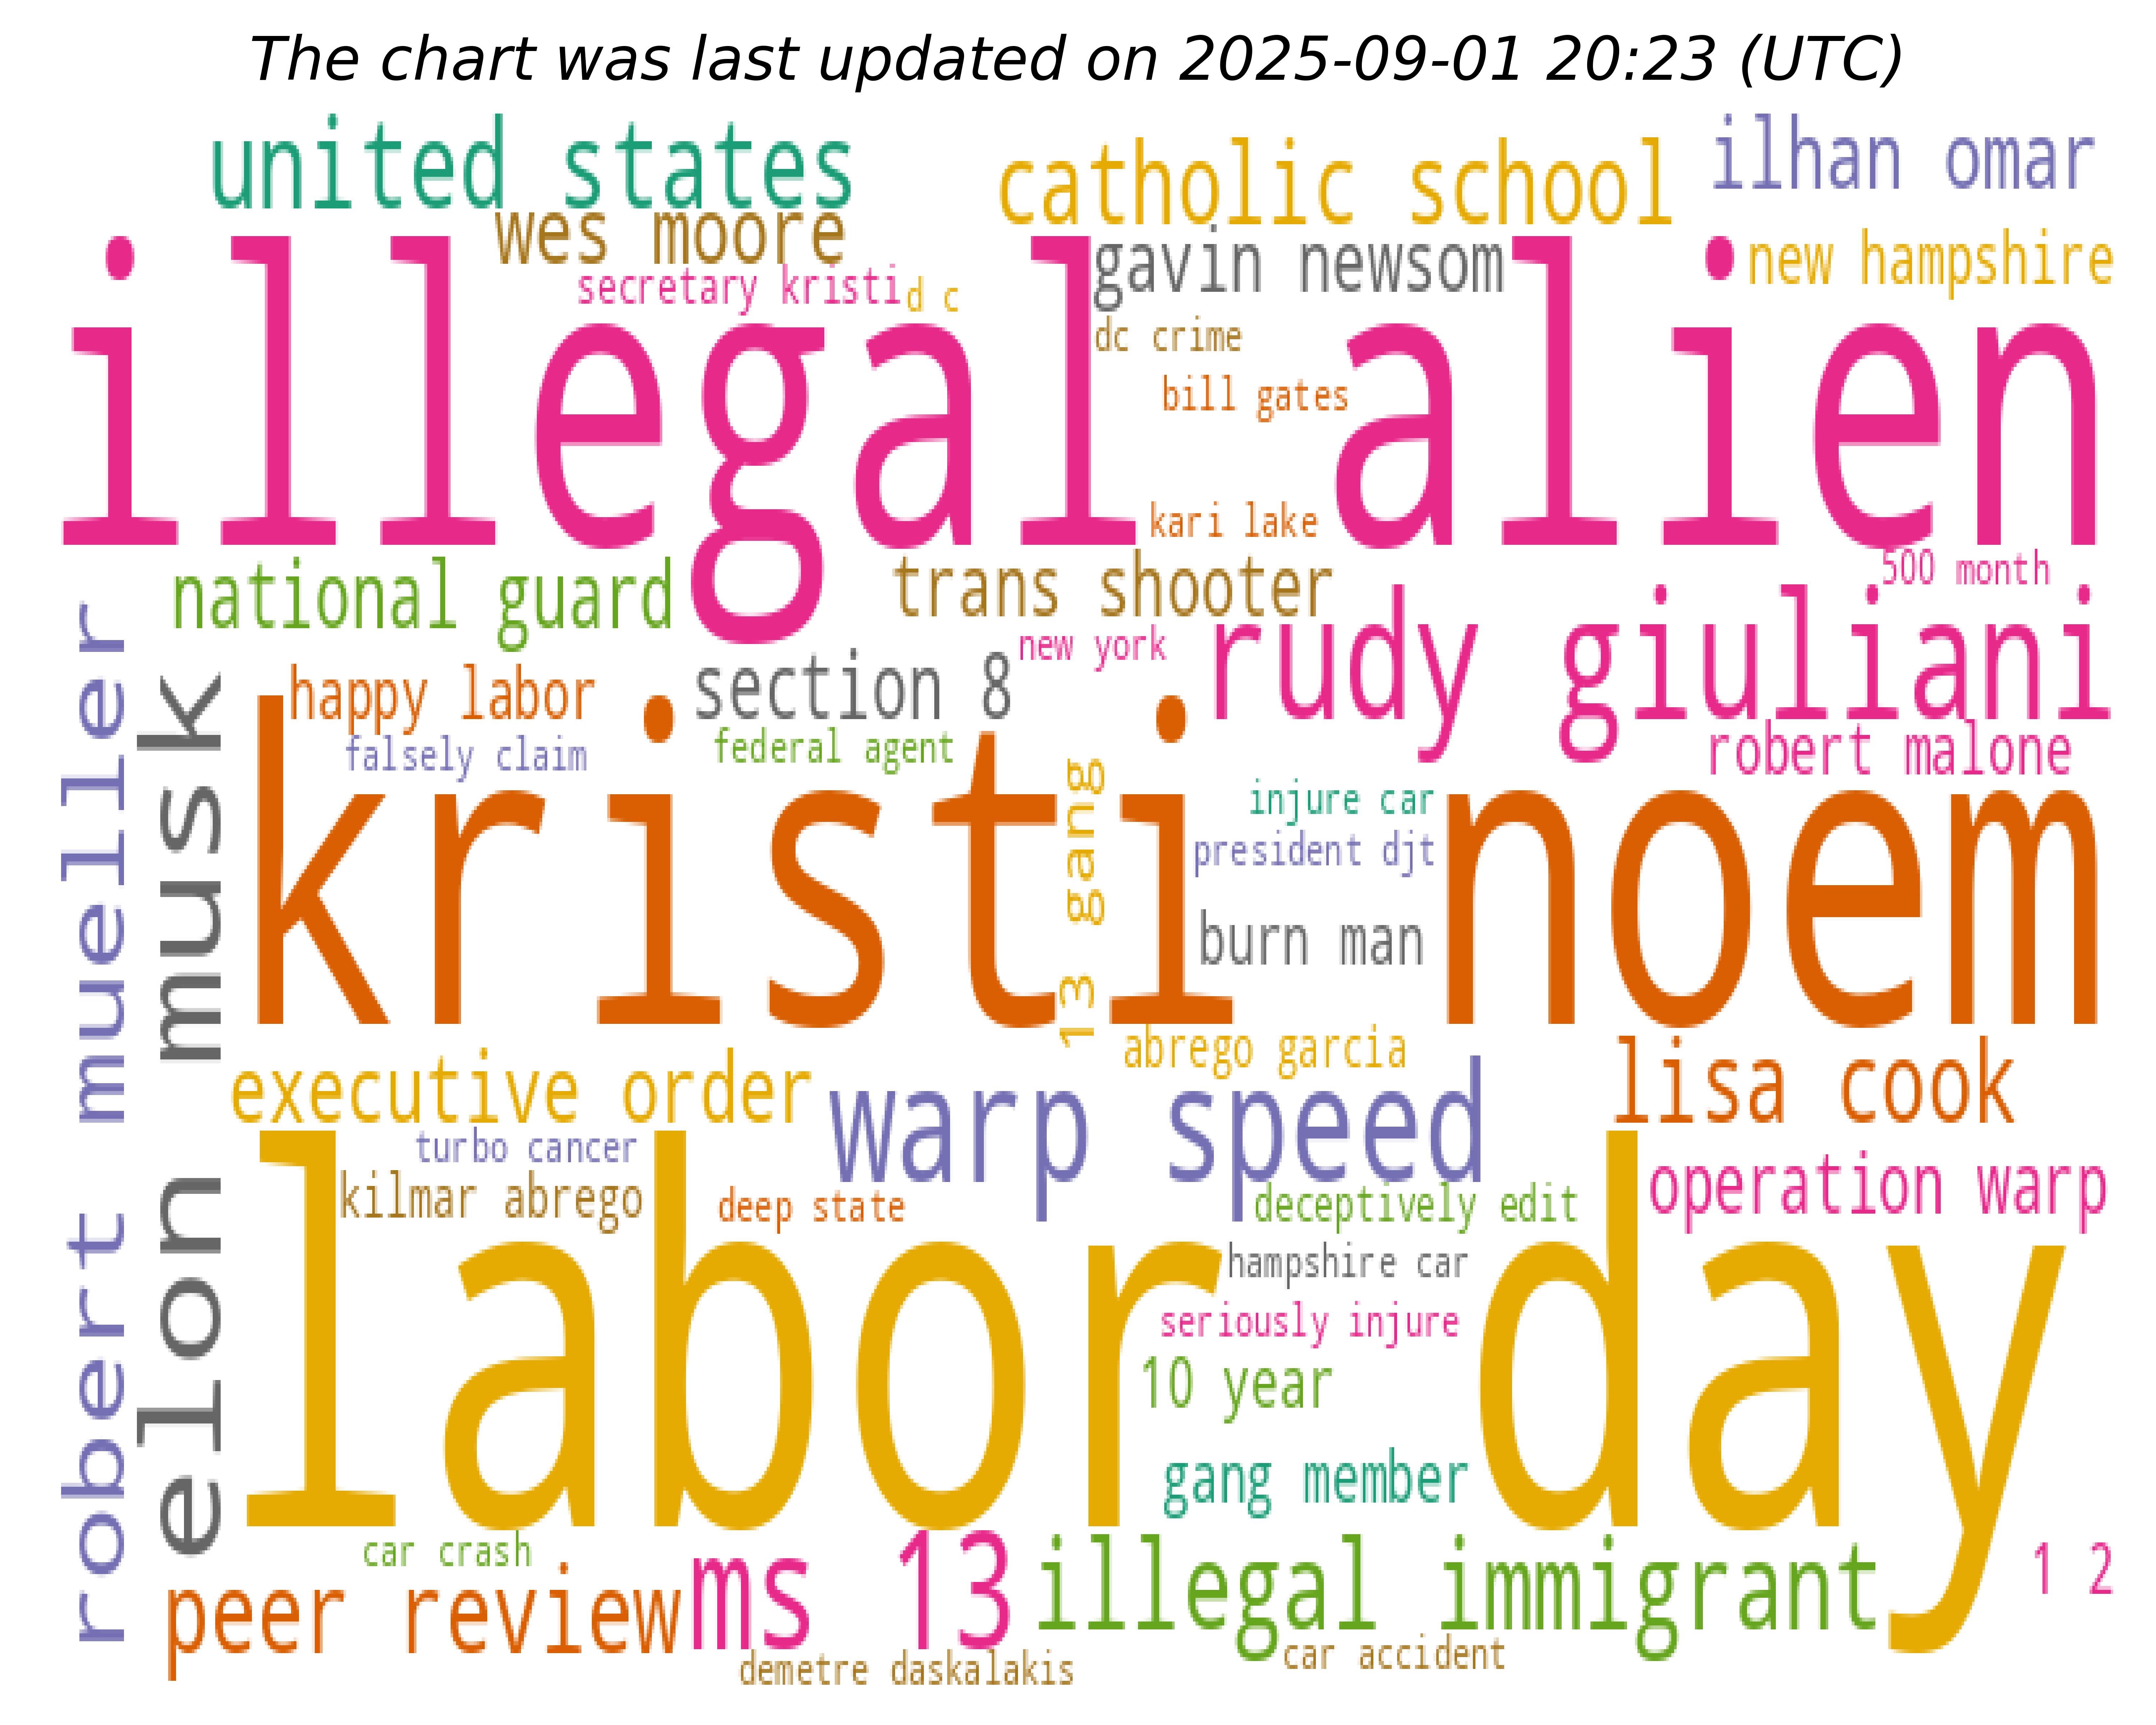 The chart was last updated on 2025-09-01 20:23 (UTC)
united states
catholic school
ilhan omar
wes moore
gavin newsom
new hampshire
secretary kristi
d c
illegal alien
dc crime
bill gates
kari lake
500 month
national guard
trans shooter
new york
rudy giuliani
happy labor
section 8
robert malone
falsely claim
federal agent
injure car
president djt
kristi noem
13 gang
burn man
robert mueller
elon musk
abrego garcia
executive order
warp speed
lisa cook
turbo cancer
kilmar abrego
deep state
deceptively edit
operation warp
hampshire car
seriously injure
labor day
10 year
gang member
car crash
peer review
ms 13
illegal immigrant
1 2
demetre daskalakis
car accident